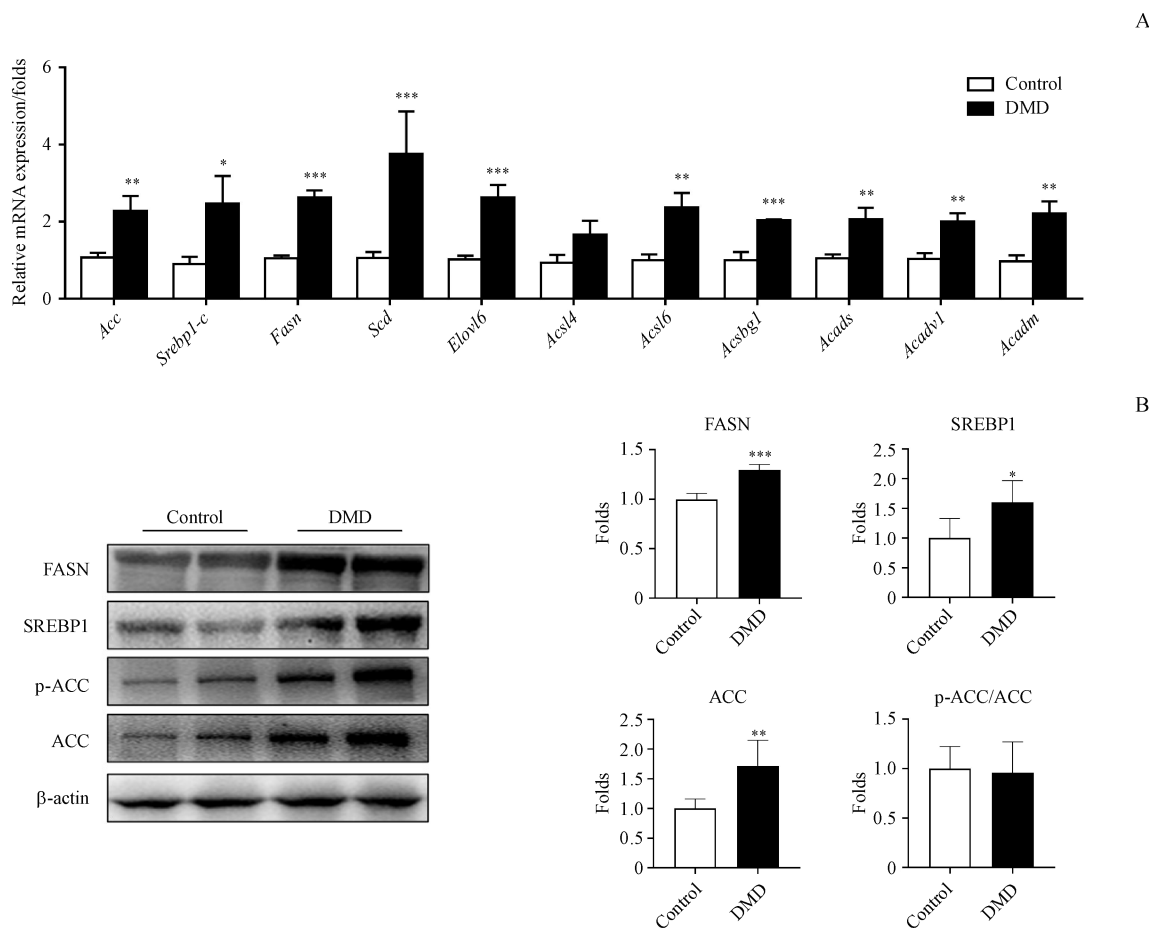 A
Relative mRNA expression/folds
6
4
2
0
Control
DMD
**
*
***
***
***
**
***
**
**
**
Acc
Srebp1-c
Fasn
Scd
Elovl6
Acsl4
Acsl6
Acsbg1
Acads
Acadv1
Acadm
B
Control
DMD
FASN
SREBP1
p-ACC
ACC
β-actin
FASN
Folds
1.5
1.0
0.5
0
***
Control
DMD
SREBP1
Folds
2.5
2.0
1.5
1.0
0.5
0
*
Control
DMD
ACC
Folds
2.5
2.0
1.5
1.0
0.5
0
**
Control
DMD
p-ACC/ACC
Folds
1.5
1.0
0.5
0
Control
DMD